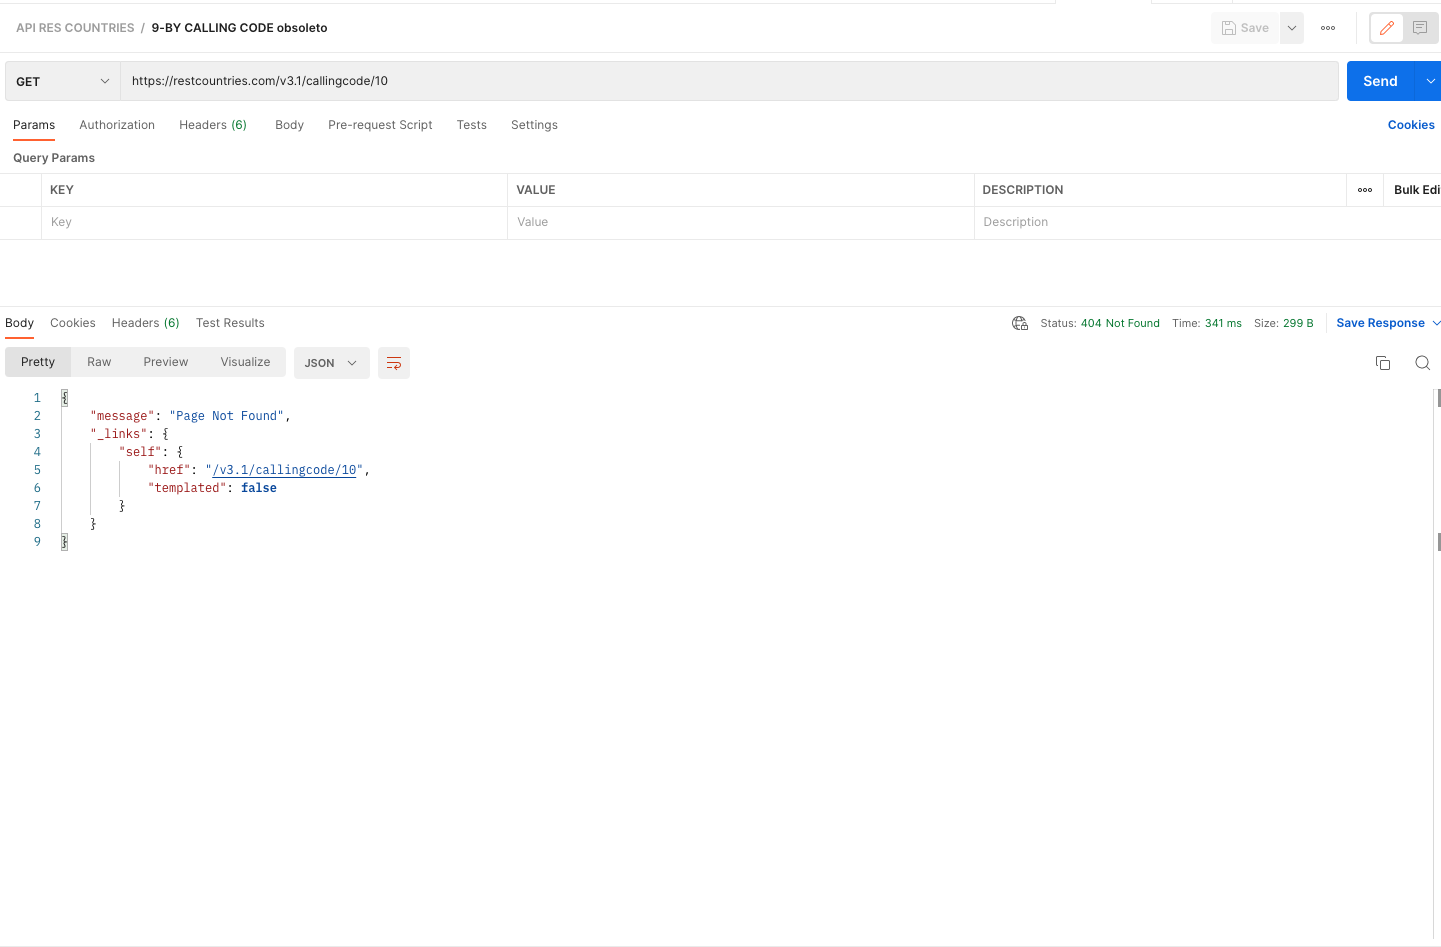 API RES COUNTRIES / 9-BY CALLING CODE obsoleto
Save
GET https://restcountries.com/v3.1/callingcode/10 Send
Params Authorization Headers (6) Body Pre-request Script Tests Settings Cookies
Query Params
KEY VALUE DESCRIPTION Bulk Edi
Key Value Description
Body Cookies Headers (6) Test Results Status: 404 Not Found Time: 341 ms Size: 299 B Save Response
Pretty Raw Preview Visualize JSON
1 {
2 "message": "Page Not Found",
3 "_links": {
4 "self": {
5 "href": "/v3.1/callingcode/10",
6 "templated": false
7 }
8 }
9 }